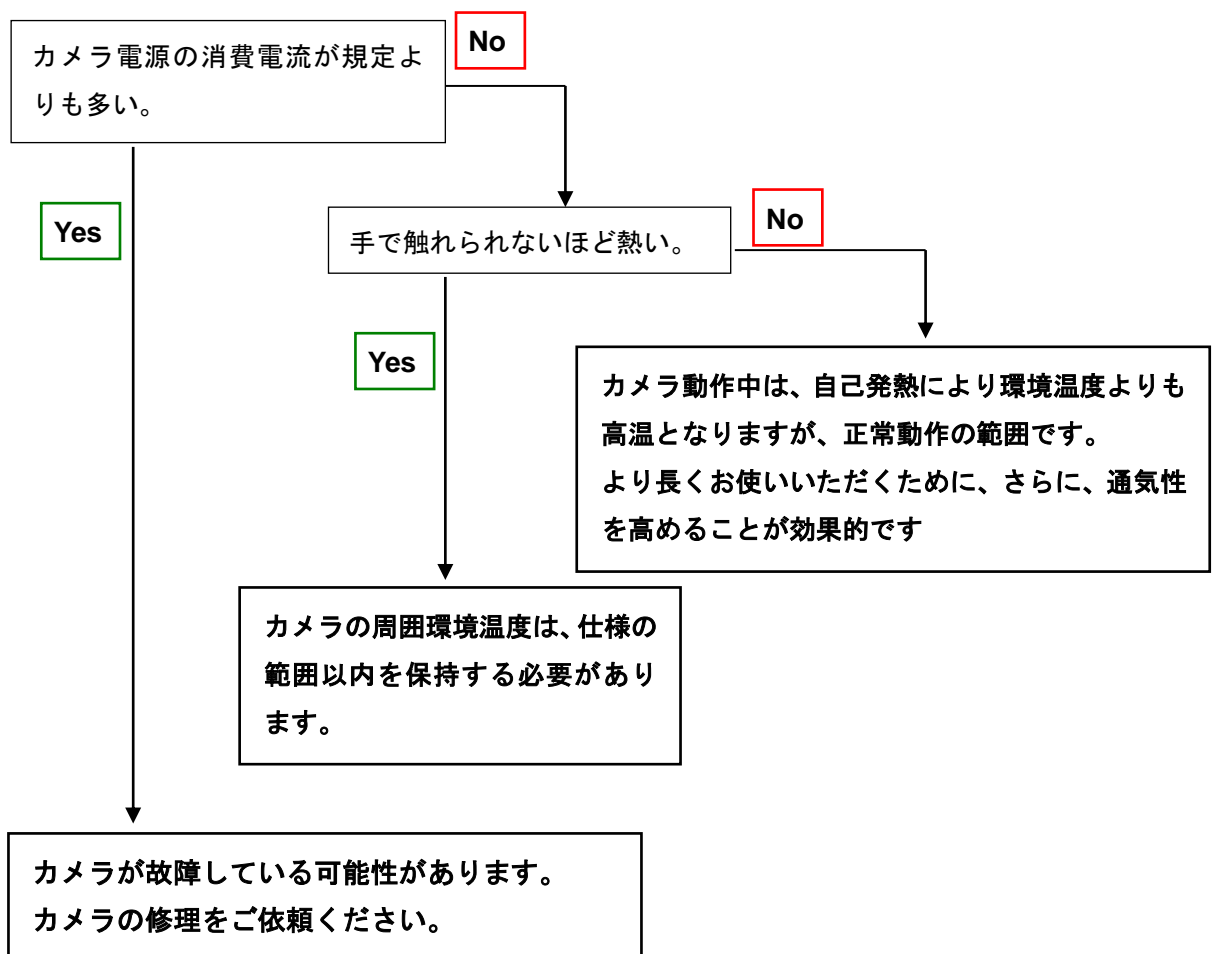 カメラ電源の消費電流が規定よ
りも多い。
No
Yes
手で触れられないほど熱い。
No
Yes
カメラ動作中は、自己発熱により環境温度よりも
高温となりますが、正常動作の範囲です。
より長くお使いいただくために、さらに、通気性
を高めることが効果的です
カメラの周囲環境温度は、仕様の
範囲以内を保持する必要があり
ます。
カメラが故障している可能性があります。
カメラの修理をご依頼ください。